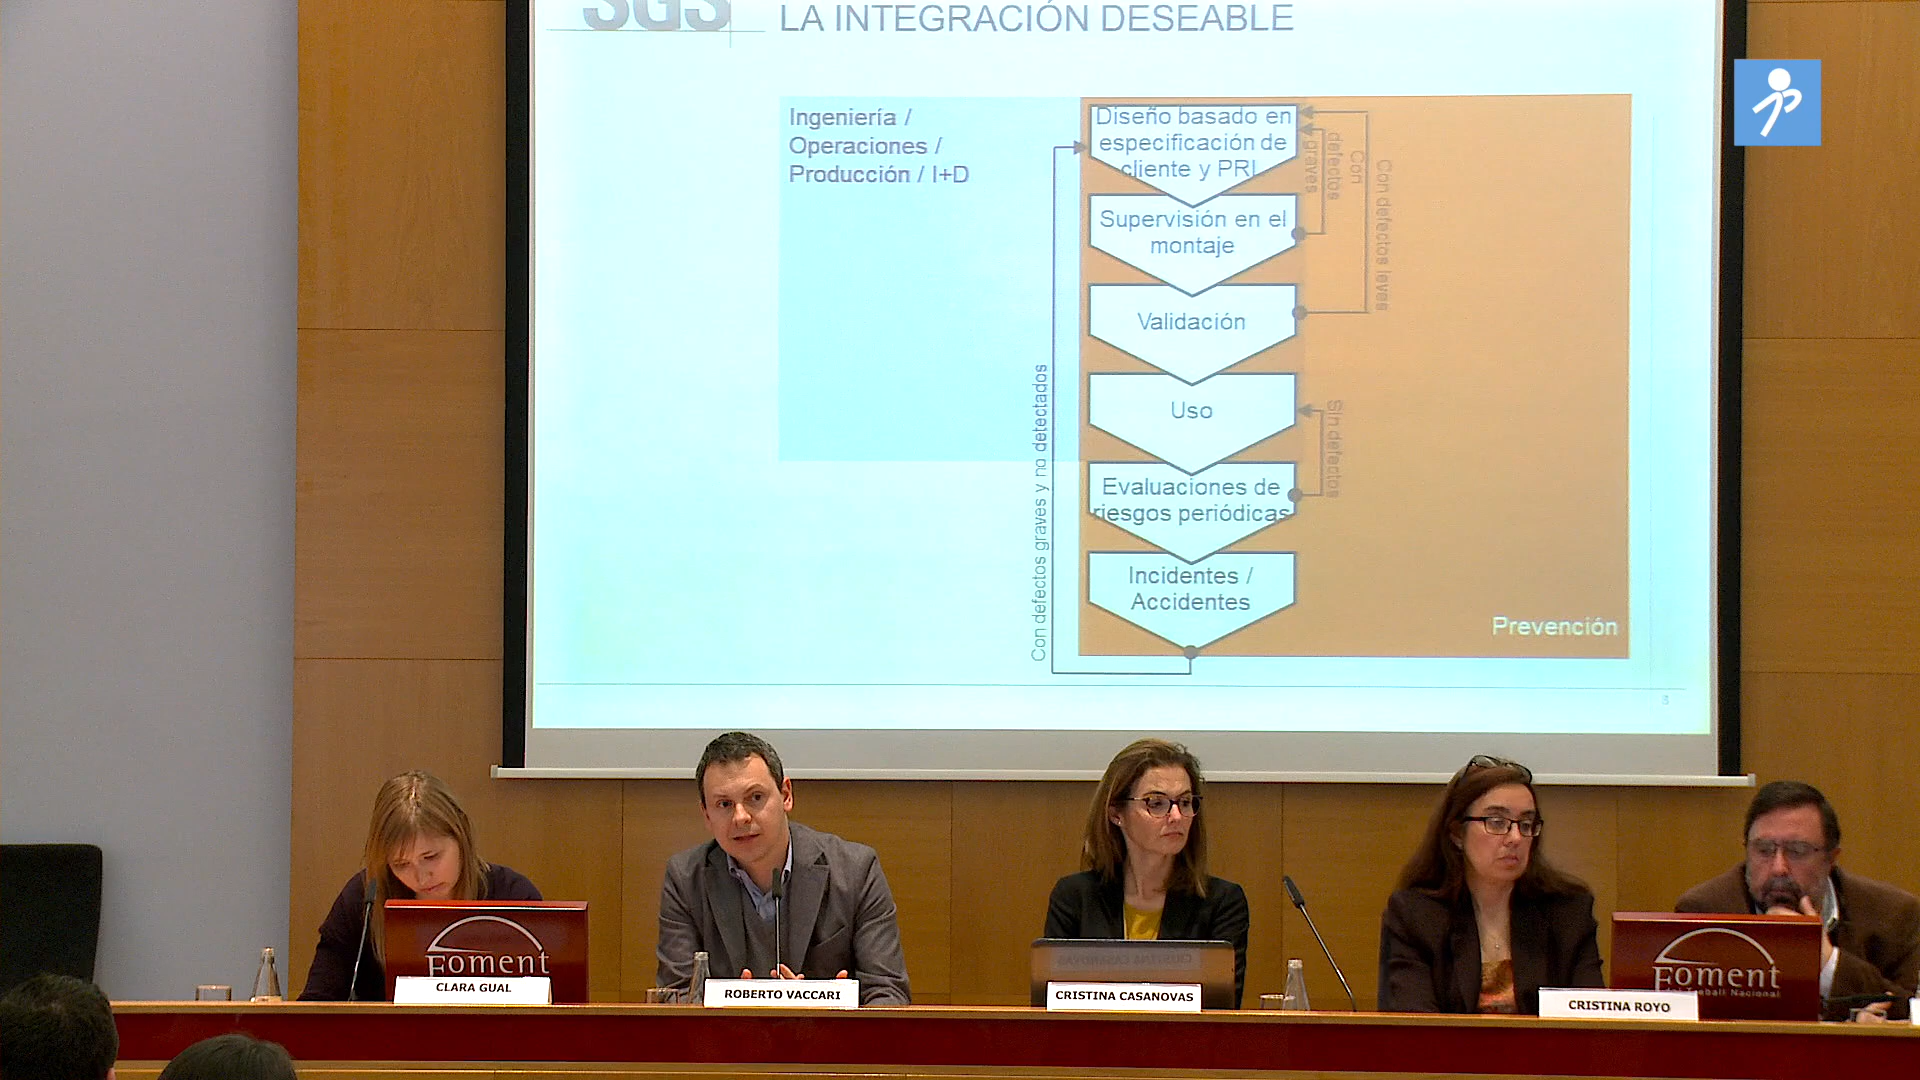 SGS
LA INTEGRACIÓN DESEABLE
Ingeniería /
Operaciones /
Producción / I+D
Diseño basado en
especificación de
cliente y PRL
Supervisión en el
montaje
Validación
Uso
Evaluaciones de
riesgos periódicas
Incidentes /
Accidentes
Con
defectos
graves
Con defectos leves
Sin defectos
Con defectos graves y no detectados
Prevención
Foment
CLARA GUAL
ROBERTO VACCARI
CRISTINA CASANOVAS
CRISTINA ROYO
Foment
Nacional